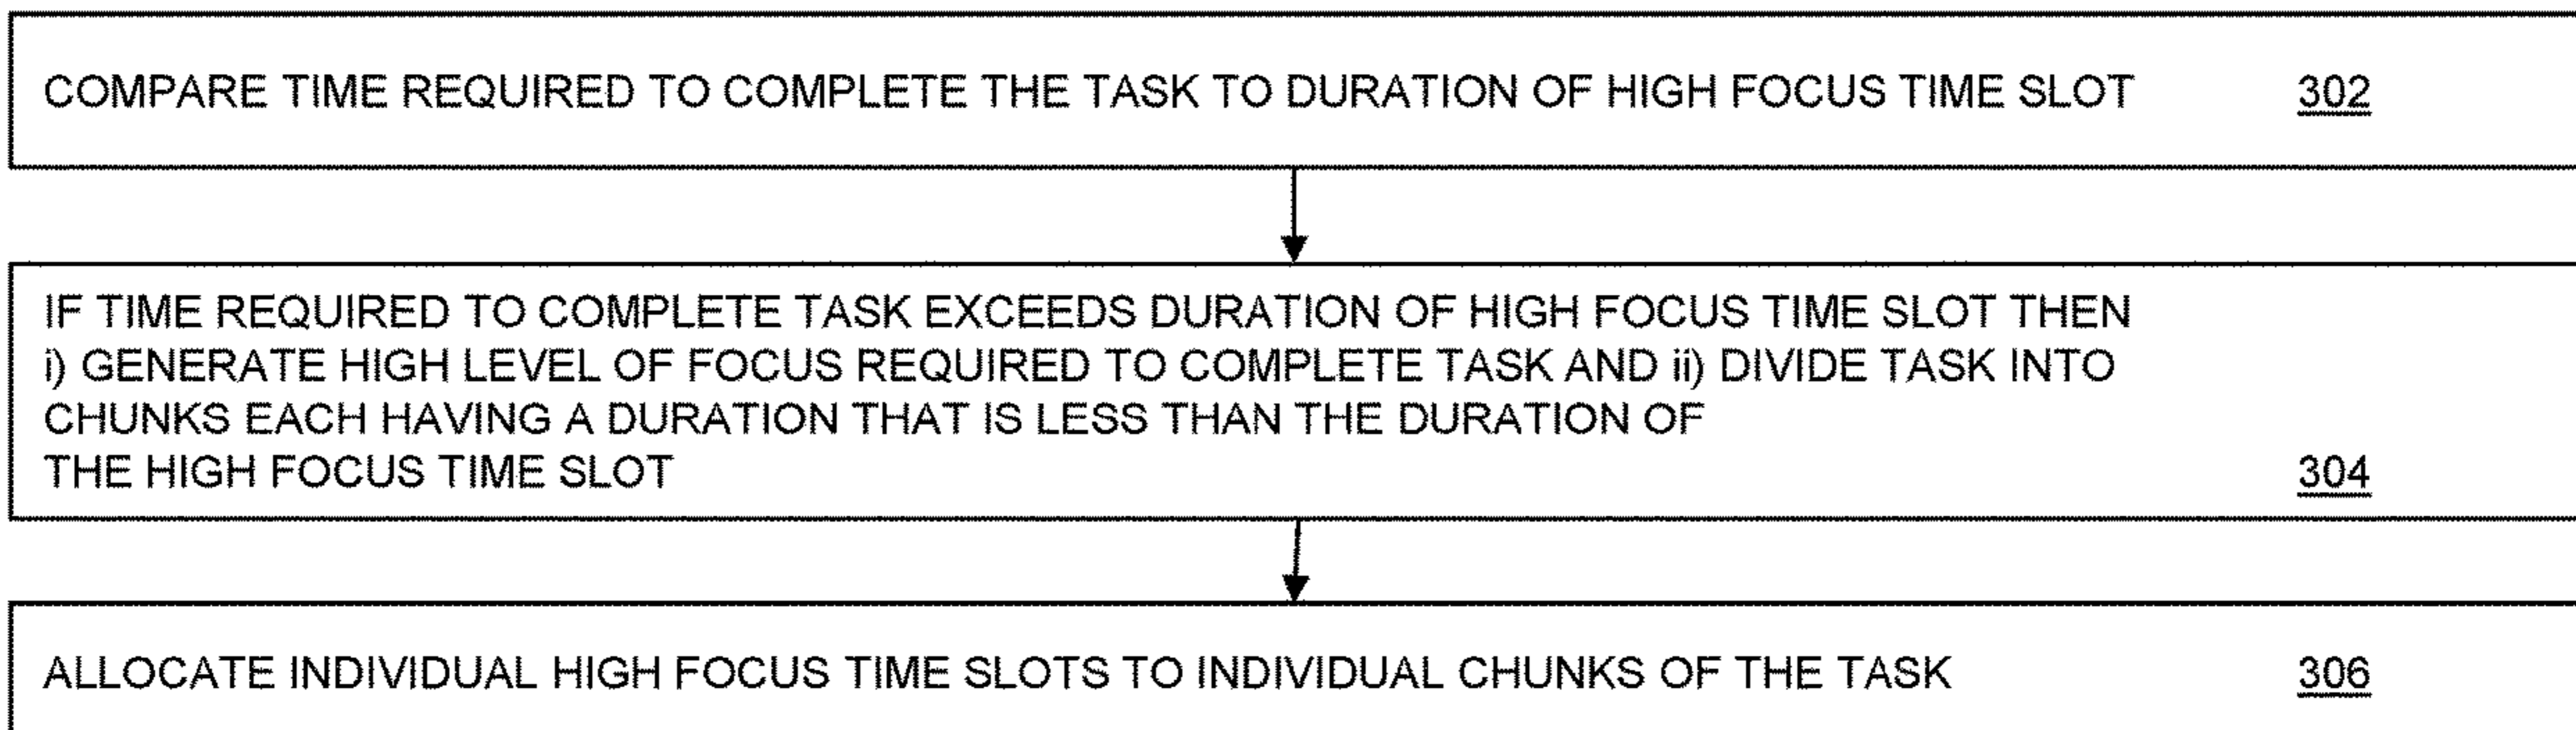 COMPARE TIME REQUIRED TO COMPLETE THE TASK TO DURATION OF HIGH FOCUS TIME SLOT 302
IF TIME REQUIRED TO COMPLETE TASK EXCEEDS DURATION OF HIGH FOCUS TIME SLOT THEN
i) GENERATE HIGH LEVEL OF FOCUS REQUIRED TO COMPLETE TASK AND ii) DIVIDE TASK INTO
CHUNKS EACH HAVING A DURATION THAT IS LESS THAN THE DURATION OF
THE HIGH FOCUS TIME SLOT 304
ALLOCATE INDIVIDUAL HIGH FOCUS TIME SLOTS TO INDIVIDUAL CHUNKS OF THE TASK 306